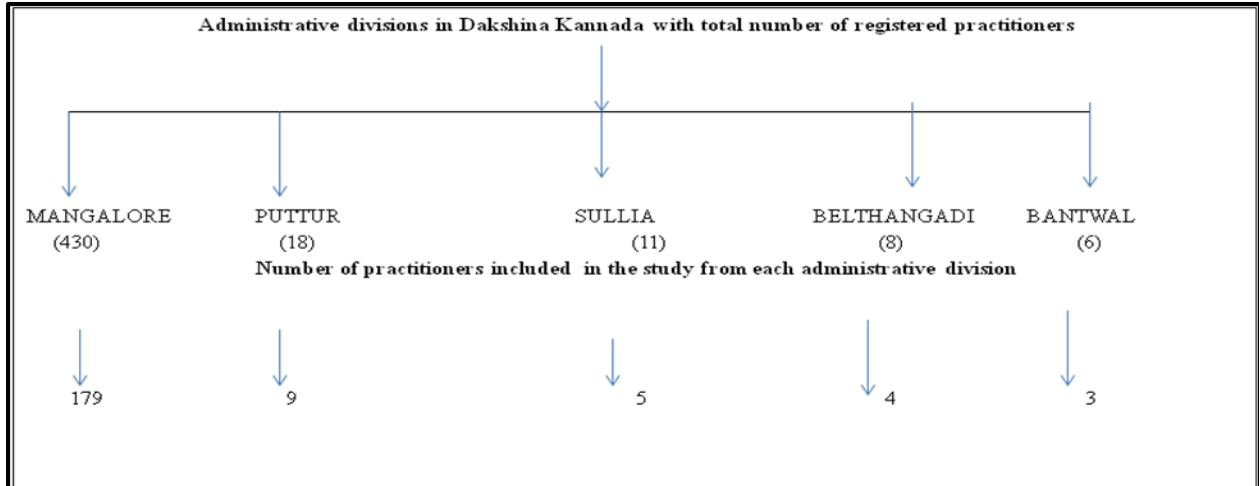 Administrative divisions in Dakshina Kannada with total number of registered practitioners
MANGALORE PUTTUR SULLIA BELTHANGADI BANTWAL
(430) (18) (11) (8) (6)
Number of practitioners included in the study from each administrative division
179 9 5 4 3